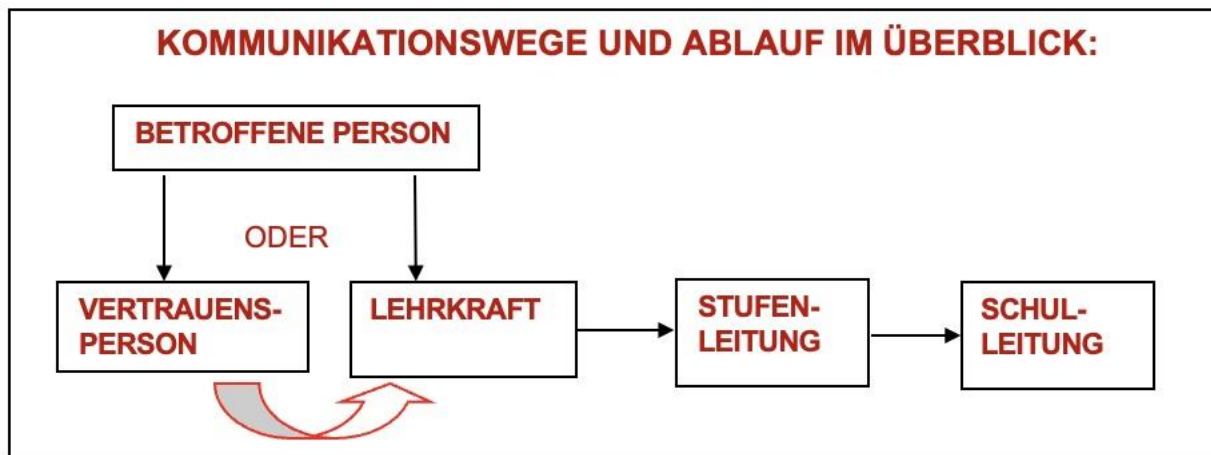 KOMMUNIKATIONSWEGE UND ABLAUF IM ÜBERBLICK:
BETROFFENE PERSON
ODER
VERTRAUENS-
PERSON
LEHRKRAFT
STUFEN-
LEITUNG
SCHUL-
LEITUNG